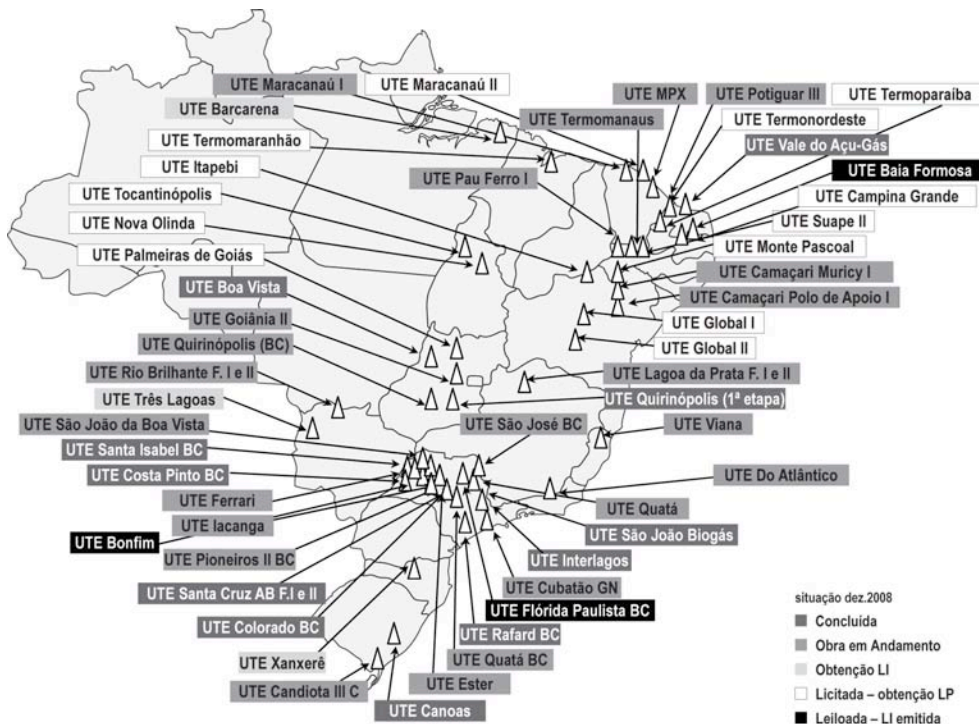 UTE Maracanaú I
UTE Maracanaú II
UTE MPX
UTE Potiguar III
Termoparaíba
UTE Barcarena
UTE Termomanaus
UTE Termonordeste
UTE Termomaranhão
UTE Vale do Açu-Gás
UTE Itapebi
UTE Pau Ferro I
UTE Baia Formosa
UTE Tocantinópolis
UTE Campina Grande
UTE Nova Olinda
UTE Suape II
UTE Palmeiras de Goiás
UTE Monte Pascoal
UTE Boa Vista
UTE Camaçari Muricy I
UTE Goiânia II
UTE Camaçari Polo de Apoio I
UTE Quirinópolis (BC)
UTE Global I
UTE Global II
UTE Rio Brilhante F. I e II
UTE Lagoa da Prata F. I e II
UTE Três Lagoas
UTE Quirinópolis (1ª etapa)
UTE São João da Boa Vista
UTE São José BC
UTE Viana
UTE Santa Isabel BC
UTE Costa Pinto BC
UTE Do Atlântico
UTE Ferrari
UTE Quatá
UTE Iacanga
UTE São João Biogás
UTE Bonfim
UTE Pioneiros II BC
UTE Interlagos
UTE Santa Cruz AB F.I e II
UTE Cubatão GN
UTE Flórida Paulista BC
UTE Colorado BC
UTE Rafard BC
UTE Xanxerê
UTE Quatá BC
UTE Candiota III C
UTE Ester
UTE Canoas
situação dez.2008
Concluída
Obra em Andamento
Obtenção LI
Licitada – obtenção LP
Leiloada – LI emitida